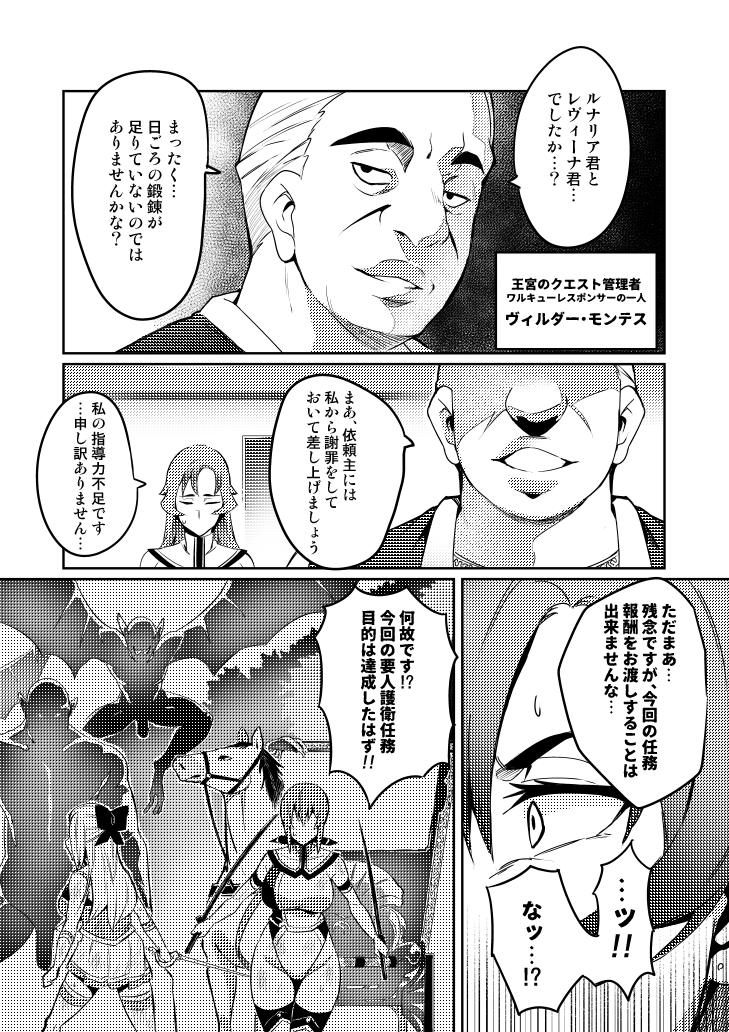 ルナリア君と
レヴィーナ君…
でしたか…？
まったく…
日ごろの鍛錬が
足りていないのでは
ありませんかな？
王宮のクエスト管理者
ワルキューレスポンサーの一人
ヴィルダー・モンテス
まあ、依頼主には
私から謝罪をして
おいて差し上げましょう
私の指導力不足です
…申し訳ありません…
ただまあ…
残念ですが、今回の任務
報酬をお渡しすることは
出来ませんな…
…ッ!!
なッ…!?
何故です!?
今回の要人護衛任務
目的は達成したはず!!